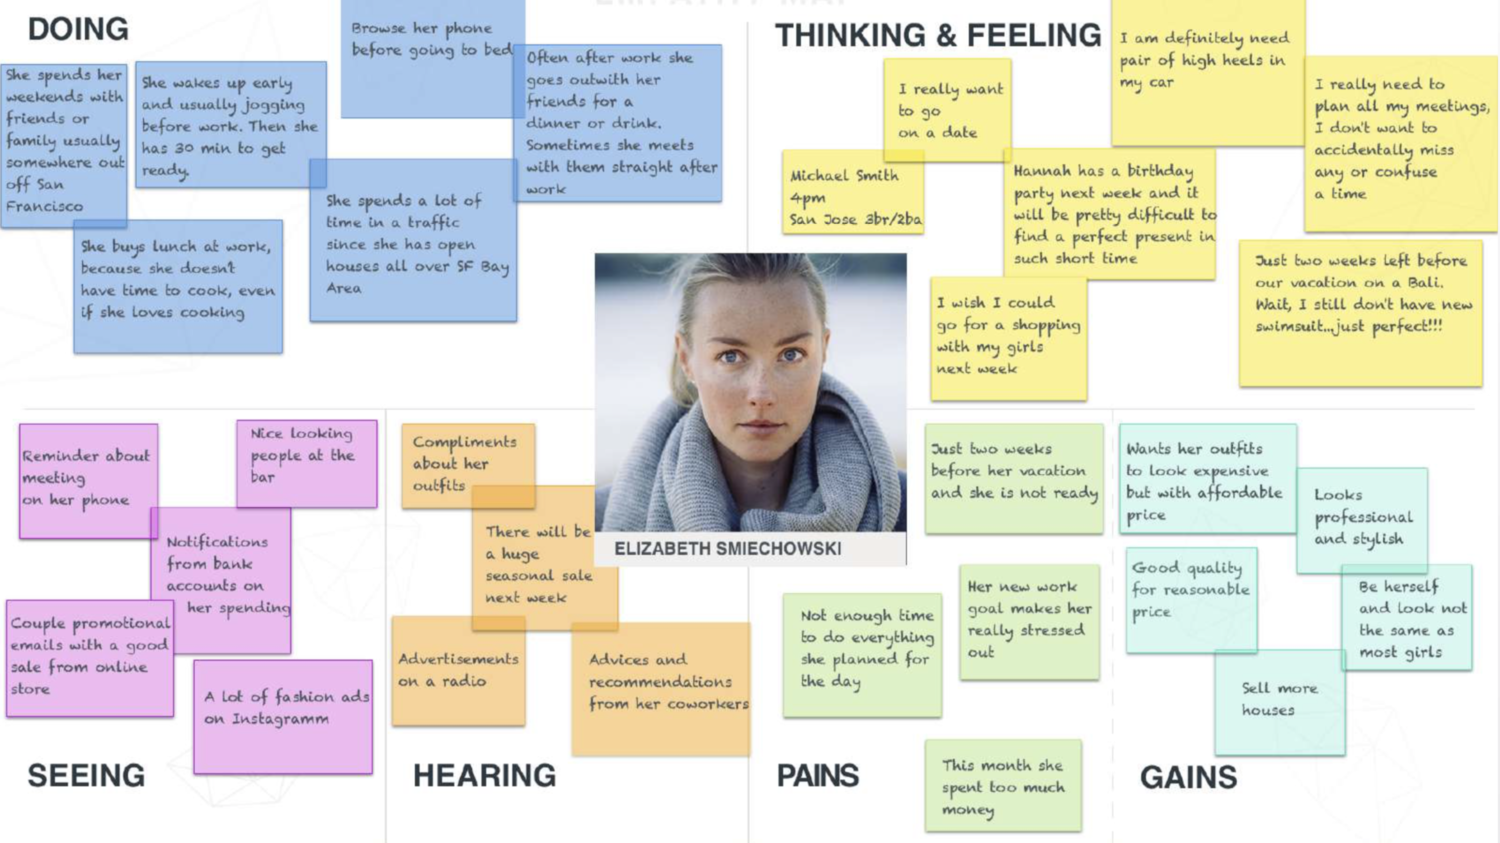 DOING
She spends her
weekends with
friends or
family usually
somewhere out
off San
Francisco
She wakes up early
and usually jogging
before work. Then she
has 30 min to get
ready.
Browse her phone
before going to bed
Often after work she
goes outwith her
friends for a
dinner or drink.
Sometimes she meets
with them straight after
work
She spends a lot of
time in a traffic
since she has open
houses all over SF Bay
Area
She buys lunch at work,
because she doesn't
have time to cook, even
if she loves cooking
THINKING & FEELING
I really want
to go
on a date
I am definitely need
pair of high heels in
my car
I really need to
plan all my meetings,
I don't want to
accidentally miss
any or confuse
a time
Michael Smith
4pm
San Jose 3br/2ba
Hannah has a birthday
party next week and it
will be pretty difficult to
find a perfect present in
such short time
Just two weeks left before
our vacation on a Bali.
Wait, I still don't have new
swimsuit...just perfect!!!
I wish I could
go for a shopping
with my girls
next week
ELIZABETH SMIECHOWSKI
Reminder about
meeting
on her phone
Nice looking
people at the
bar
Notifications
from bank
accounts on
her spending
Couple promotional
emails with a good
sale from online
store
A lot of fashion ads
on Instagramm
SEEING
Compliments
about her
outfits
There will be
a huge
seasonal sale
next week
Advertisements
on a radio
Advices and
recommendations
from her coworkers
HEARING
Just two weeks
before her vacation
and she is not ready
Her new work
goal makes her
really stressed
out
Not enough time
to do everything
she planned for
the day
This month she
spent too much
money
PAINS
Wants her outfits
to look expensive
but with affordable
price
Looks
professional
and stylish
Good quality
for reasonable
price
Be herself
and look not
the same as
most girls
Sell more
houses
GAINS